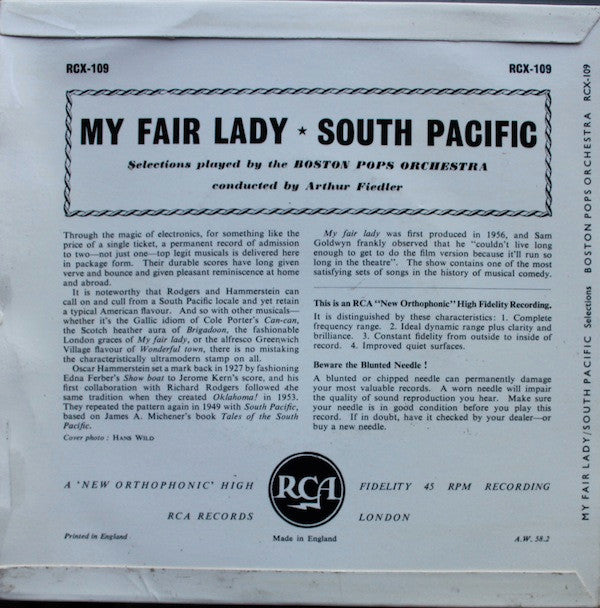 RCX-109
RCX-109
MY FAIR LADY ★ SOUTH PACIFIC
Selections played by the BOSTON POPS ORCHESTRA
conducted by Arthur Fiedler
Through the magic of electronics, for something like the
price of a single ticket, a permanent record of admission
to two—not just one—top legit musicals is delivered here
in package form. Their durable scores have long given
verve and bounce and given pleasant reminiscence at home
and abroad.
It is noteworthy that Rodgers and Hammerstein can
call on and cull from a South Pacific locale and yet retain
a typical American flavour. And so with other musicals—
whether it's the Gallic idiom of Cole Porter's Can-can,
the Scotch heather aura of Brigadoon, the fashionable
London graces of My fair lady, or the alfresco Greenwich
Village flavour of Wonderful town, there is no mistaking
the characteristically ultramodern stamp on all.
Oscar Hammerstein set a mark back in 1927 by fashioning
Edna Ferber's Show boat to Jerome Kern's score, and his
first collaboration with Richard Rodgers followed the
same tradition when they created Oklahoma! in 1953.
They repeated the pattern again in 1949 with South Pacific,
based on James A. Michener's book Tales of the South
Pacific.
Cover photo : HANS WILD
My fair lady was first produced in 1956, and Sam
Goldwyn frankly observed that he "couldn't live long
enough to get to do the film version because it'll run so
long in the theatre". The show contains one of the most
satisfying sets of songs in the history of musical comedy.
This is an RCA "New Orthophonic" High Fidelity Recording.
It is distinguished by these characteristics : 1. Complete
frequency range. 2. Ideal dynamic range plus clarity and
brilliance. 3. Constant fidelity from outside to inside of
record. 4. Improved quiet surfaces.
Beware the Blunted Needle !
A blunted or chipped needle can permanently damage
your most valuable records. A worn needle will impair
the quality of sound reproduction you hear. Make sure
your needle is in good condition before you play this
record. If in doubt, have it checked by your dealer—or
buy a new needle.
A 'NEW ORTHOPHONIC' HIGH
RCA
FIDELITY 45 RPM RECORDING
RCA RECORDS
LONDON
Printed in England
Made in England
A.W. 58.2
MY FAIR LADY/SOUTH PACIFIC Selections BOSTON POPS ORCHESTRA RCX-109